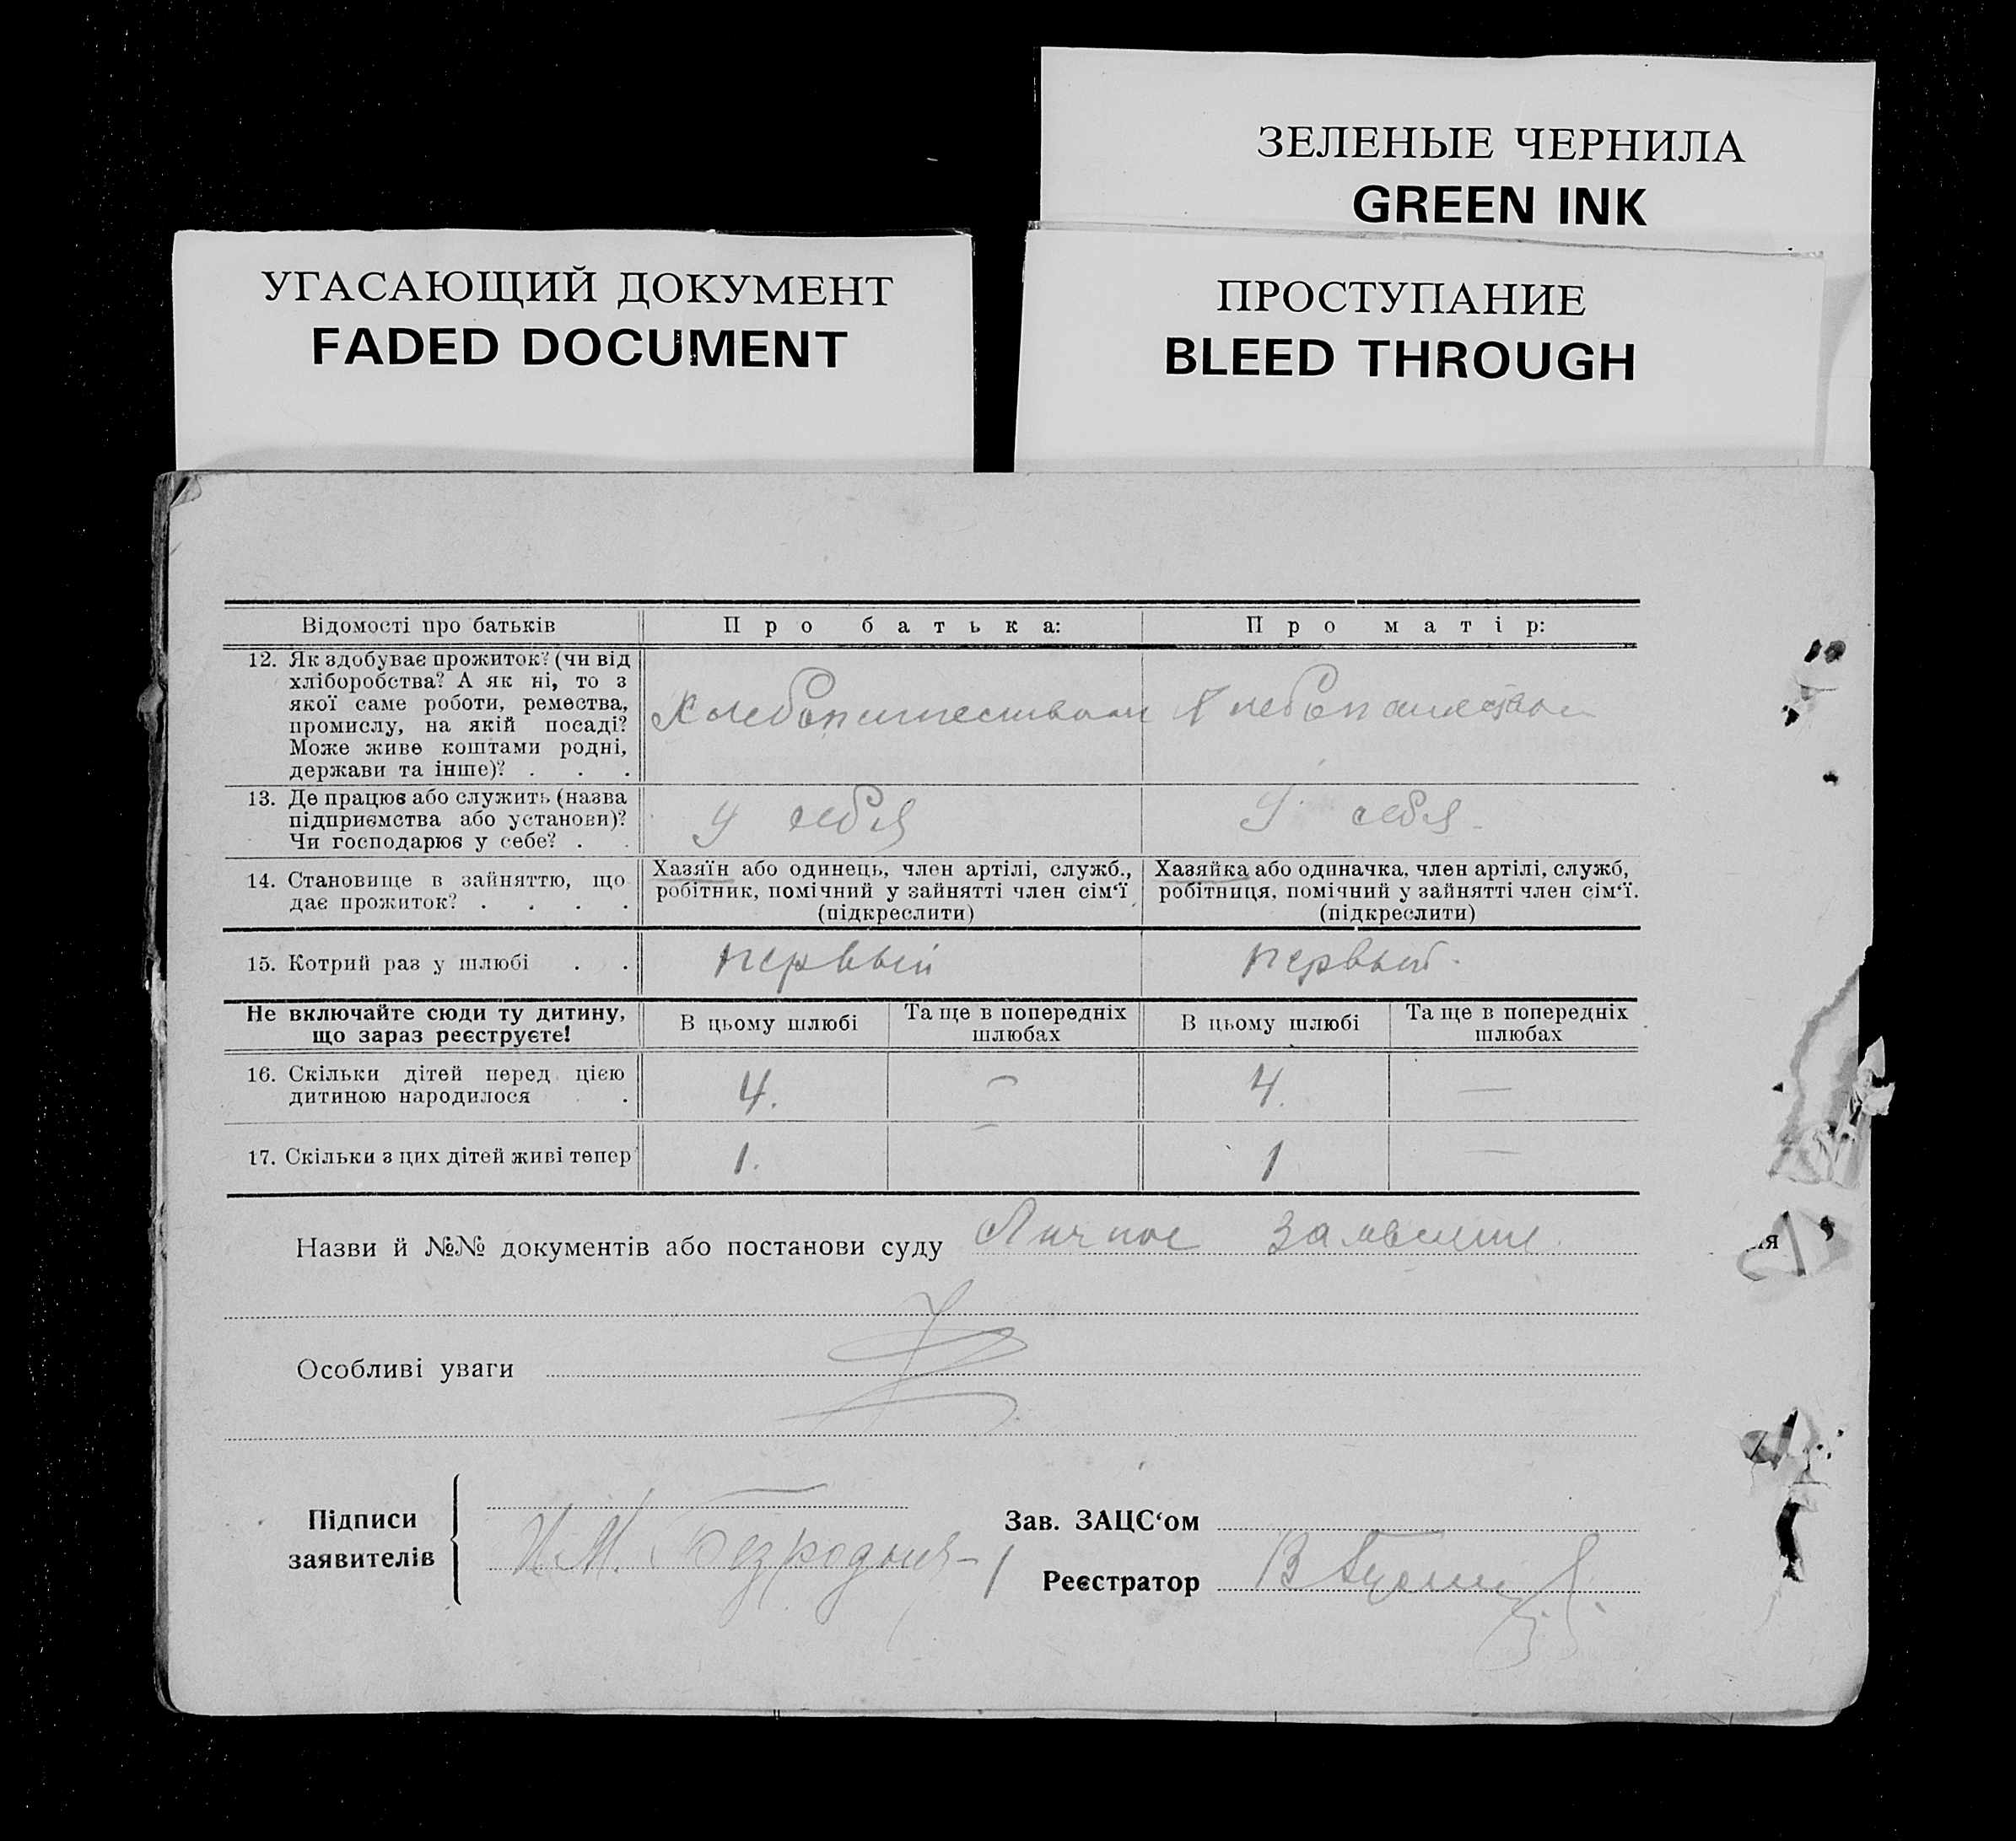 ЗЕЛЕНЫЕ ЧЕРНИЛА
GREEN INK
УГАСАЮЩИЙ ДОКУМЕНТ
FADED DOCUMENT
ПРОСТУПАНИЕ
BLEED THROUGH
Відомості про батьків
Про батька:
Про матір:
12. Як здобуває прожиток? (чи від
хліборобства? А як ні, то з
якої саме роботи, ремества,
промислу, на якій посаді?
Може живе коштами родні,
держави та інше)? . . .
Хлебопашеством
Хлебопашеством
13. Де працює або служить (назва
підприємства або установи)?
Чи господарює у себе? . .
У себя
У себя.
14. Становище в зайняттю, що
дає прожиток? . . . .
Хазяїн або одинець, член артілі, служб.,
робітник, помічний у зайнятті член сім‘ї
(підкреслити)
Хазяйка або одиначка, член артілі, служб,
робітниця, помічний у зайнятті член сім‘ї.
(підкреслити)
15. Котрий раз у шлюбі . .
первый
первый.
Не включайте сюди ту дитину,
що зараз реєструєте!
В цьому шлюбі
Та ще в попередніх
шлюбах
В цьому шлюбі
Та ще в попередніх
шлюбах
16. Скільки дітей перед цією
дитиною народилося .
4.
—
4.
—
17. Скільки з цих дітей живі тепер
1.
—
1
—
Назви й №№ документів або постанови суду Личное заявление.
ня
Особливі уваги
Підписи
заявителів
И М. Безродний
Зав. ЗАЦС‘ом
Реєстратор В